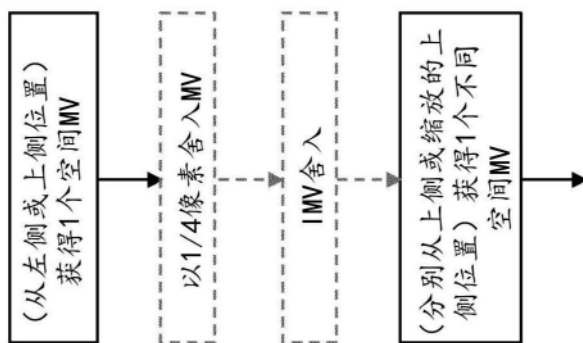 (从左侧或上侧位置)
获得1个空间MV
以1/4像素舍入MV
IMV舍入
(分别从上侧或缩放的上
侧位置) 获得1个不同
空间MV